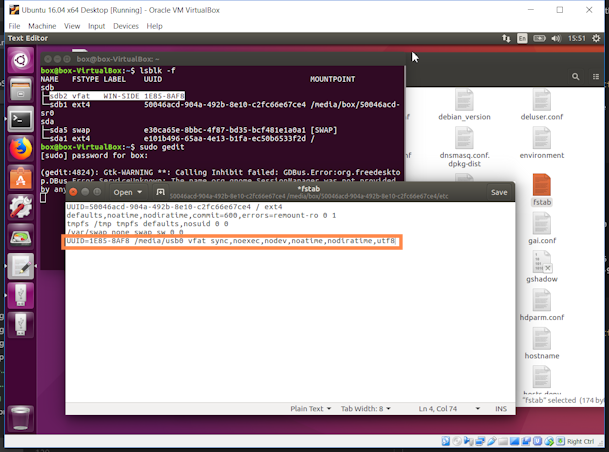 Ubuntu 16.04 x64 Desktop [Running] - Oracle VM VirtualBox
File Machine View Input Devices Help
Text Editor
En
15:51
box@box-VirtualBox: ~
box@box-VirtualBox:~$ lsblk -f
NAME FSTYPE LABEL UUID MOUNTPOINT
sdb
sdb2 vfat WIN-SIDE 1E85-8AF8
sdb1 ext4 50046acd-904a-492b-8e10-c2fc66e67ce4 /media/box/50046acd-
sr0
sda
sda5 swap e30ca65e-8bbc-4f87-bd35-bcf481e1a0a1 [SWAP]
sda1 ext4 e101b496-65aa-4e13-b1fa-ec50b6533f2d /
box@box-VirtualBox:~$ sudo gedit
[sudo] password for box:
(gedit:4824): Gtk-WARNING **: Calling Inhibit failed: GDBus.Error:org.freedeskto
p.DBus.Error.ServiceUnknown: The name org.gnome.SessionManager was not provided
by any
*fstab
Open
50046acd-904a-492b-8e10-c2fc66e67ce4 /media/box/50046acd-904a-492b-8e10-c2fc66e67ce4/etc
Save
UUID=50046acd-904a-492b-8e10-c2fc66e67ce4 / ext4
defaults,noatime,nodiratime,commit=600,errors=remount-ro 0 1
tmpfs /tmp tmpfs defaults,nosuid 0 0
/var/swap none swap sw 0 0
UUID=1E85-8AF8 /media/usb0 vfat sync,noexec,nodev,noatime,nodiratime,utf8
Plain Text
Tab Width: 8
Ln 4, Col 74
INS
debian_version
deluser.conf
dnsmasq.conf.
dpkg-dist
environment
fstab
gai.conf
gshadow
hdparm.conf
hostname
hosts.deny
"fstab" selected (174 byt
Right Ctrl